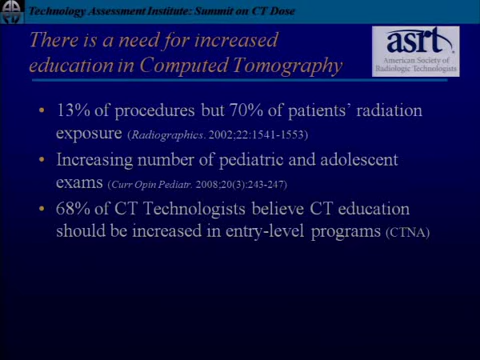 Technology Assessment Institute: Summit on CT Dose
There is a need for increased
education in Computed Tomography
asrt
American Society of
Radiologic Technologists
• 13% of procedures but 70% of patients' radiation
exposure (Radiographics. 2002;22:1541-1553)
• Increasing number of pediatric and adolescent
exams (Curr Opin Pediatr. 2008;20(3):243-247)
• 68% of CT Technologists believe CT education
should be increased in entry-level programs (CTNA)